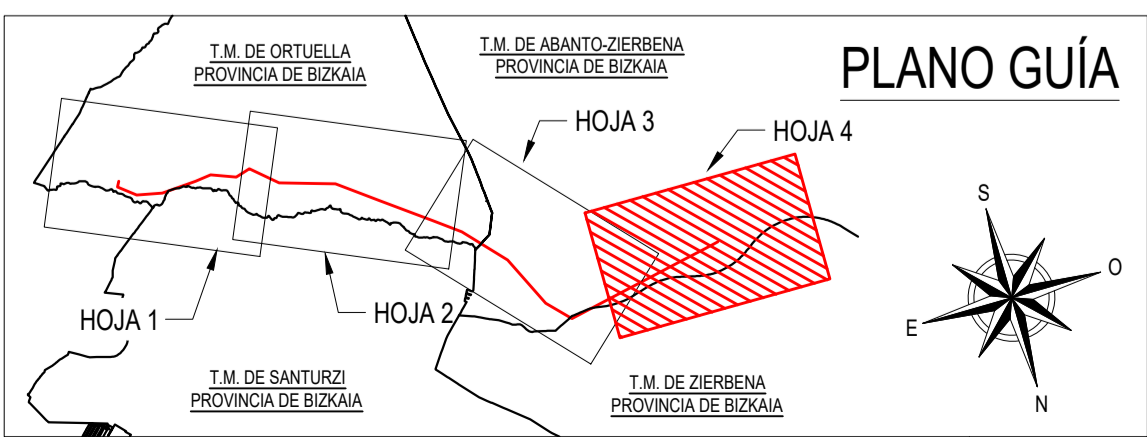 T.M. DE ORTUELLA
PROVINCIA DE BIZKAIA
T.M. DE ABANTO-ZIERBENA
PROVINCIA DE BIZKAIA
PLANO GUÍA
HOJA 3
HOJA 4
HOJA 1
HOJA 2
T.M. DE SANTURZI
PROVINCIA DE BIZKAIA
T.M. DE ZIERBENA
PROVINCIA DE BIZKAIA
S
O
E
N